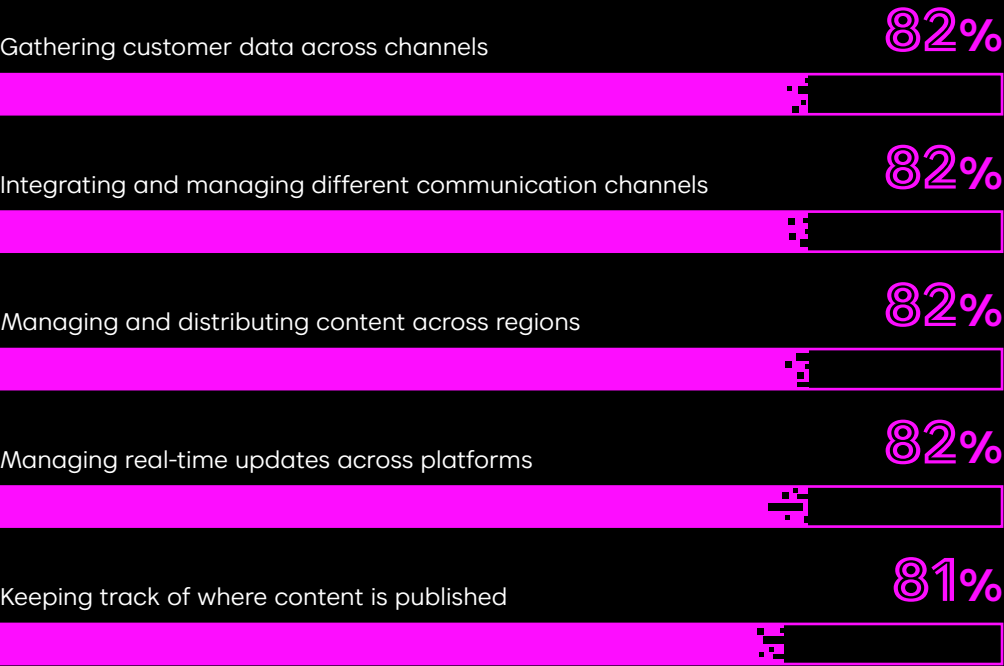 Gathering customer data across channels 82%
Integrating and managing different communication channels 82%
Managing and distributing content across regions 82%
Managing real-time updates across platforms 82%
Keeping track of where content is published 81%